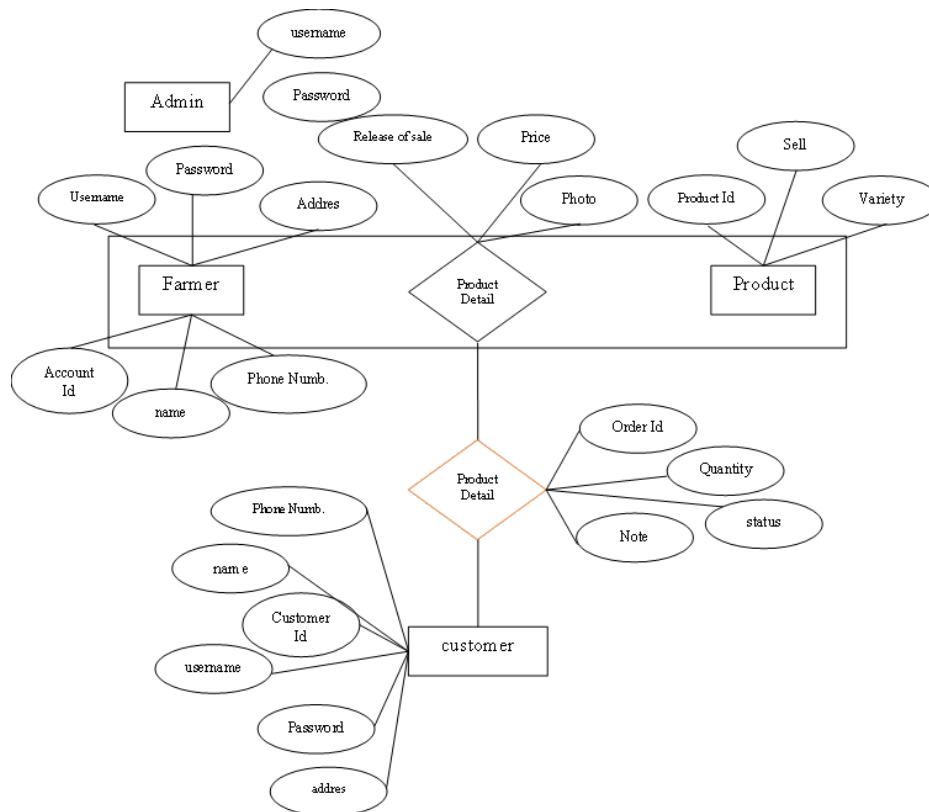 username
Admin
Password
Release of sale
Price
Sell
Password
Username
Addres
Photo
Product Id
Variety
Farmer
Product
Detail
Product
Account
Id
Phone Numb.
name
Order Id
Product
Detail
Quantity
Phone Numb.
status
Note
name
Customer
Id
customer
username
Password
addres